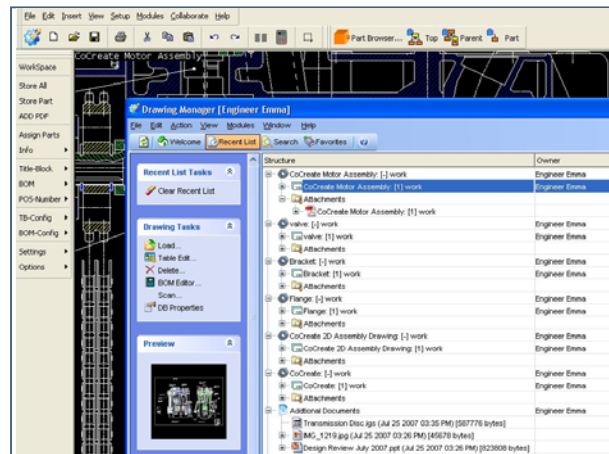 File Edit Insert View Setup Modules Collaborate Help
Part Browser... Top Parent Part
WorkSpace
Store All
Store Part
ADD PDF
Assign Parts
Info
Title-Block
BOM
POS-Number
TB-Config
BOM-Config
Settings
Options
CoCreate Motor Assembly
Drawing Manager [Engineer Emma]
File Edit Action View Modules Window Help
Welcome Recent List Search Favorites
Recent List Tasks
Clear Recent List
Drawing Tasks
Load...
Table Edit...
Delete...
BOM Editor...
Scan...
DB Properties
Preview
Structure Owner
CoCreate Motor Assembly: [-] work Engineer Emma
CoCreate Motor Assembly: [1] work Engineer Emma
Attachments
CoCreate Motor Assembly: [1] work
valve: [-] work Engineer Emma
valve: [1] work Engineer Emma
Attachments
Bracket: [-] work Engineer Emma
Bracket: [1] work Engineer Emma
Attachments
Flange: [-] work Engineer Emma
Flange: [1] work Engineer Emma
Attachments
CoCreate 2D Assembly Drawing: [-] work Engineer Emma
CoCreate 2D Assembly Drawing: [1] work Engineer Emma
Attachments
CoCreate: [-] work Engineer Emma
CoCreate: [1] work Engineer Emma
Attachments
Additional Documents Engineer Emma
Transmission Disc.igs (Jul 25 2007 03:35 PM) [587776 bytes]
IMG_1219.jpg (Jul 25 2007 03:26 PM) [45678 bytes]
Design Review July 2007.ppt (Jul 25 2007 03:26 PM) [823808 bytes]